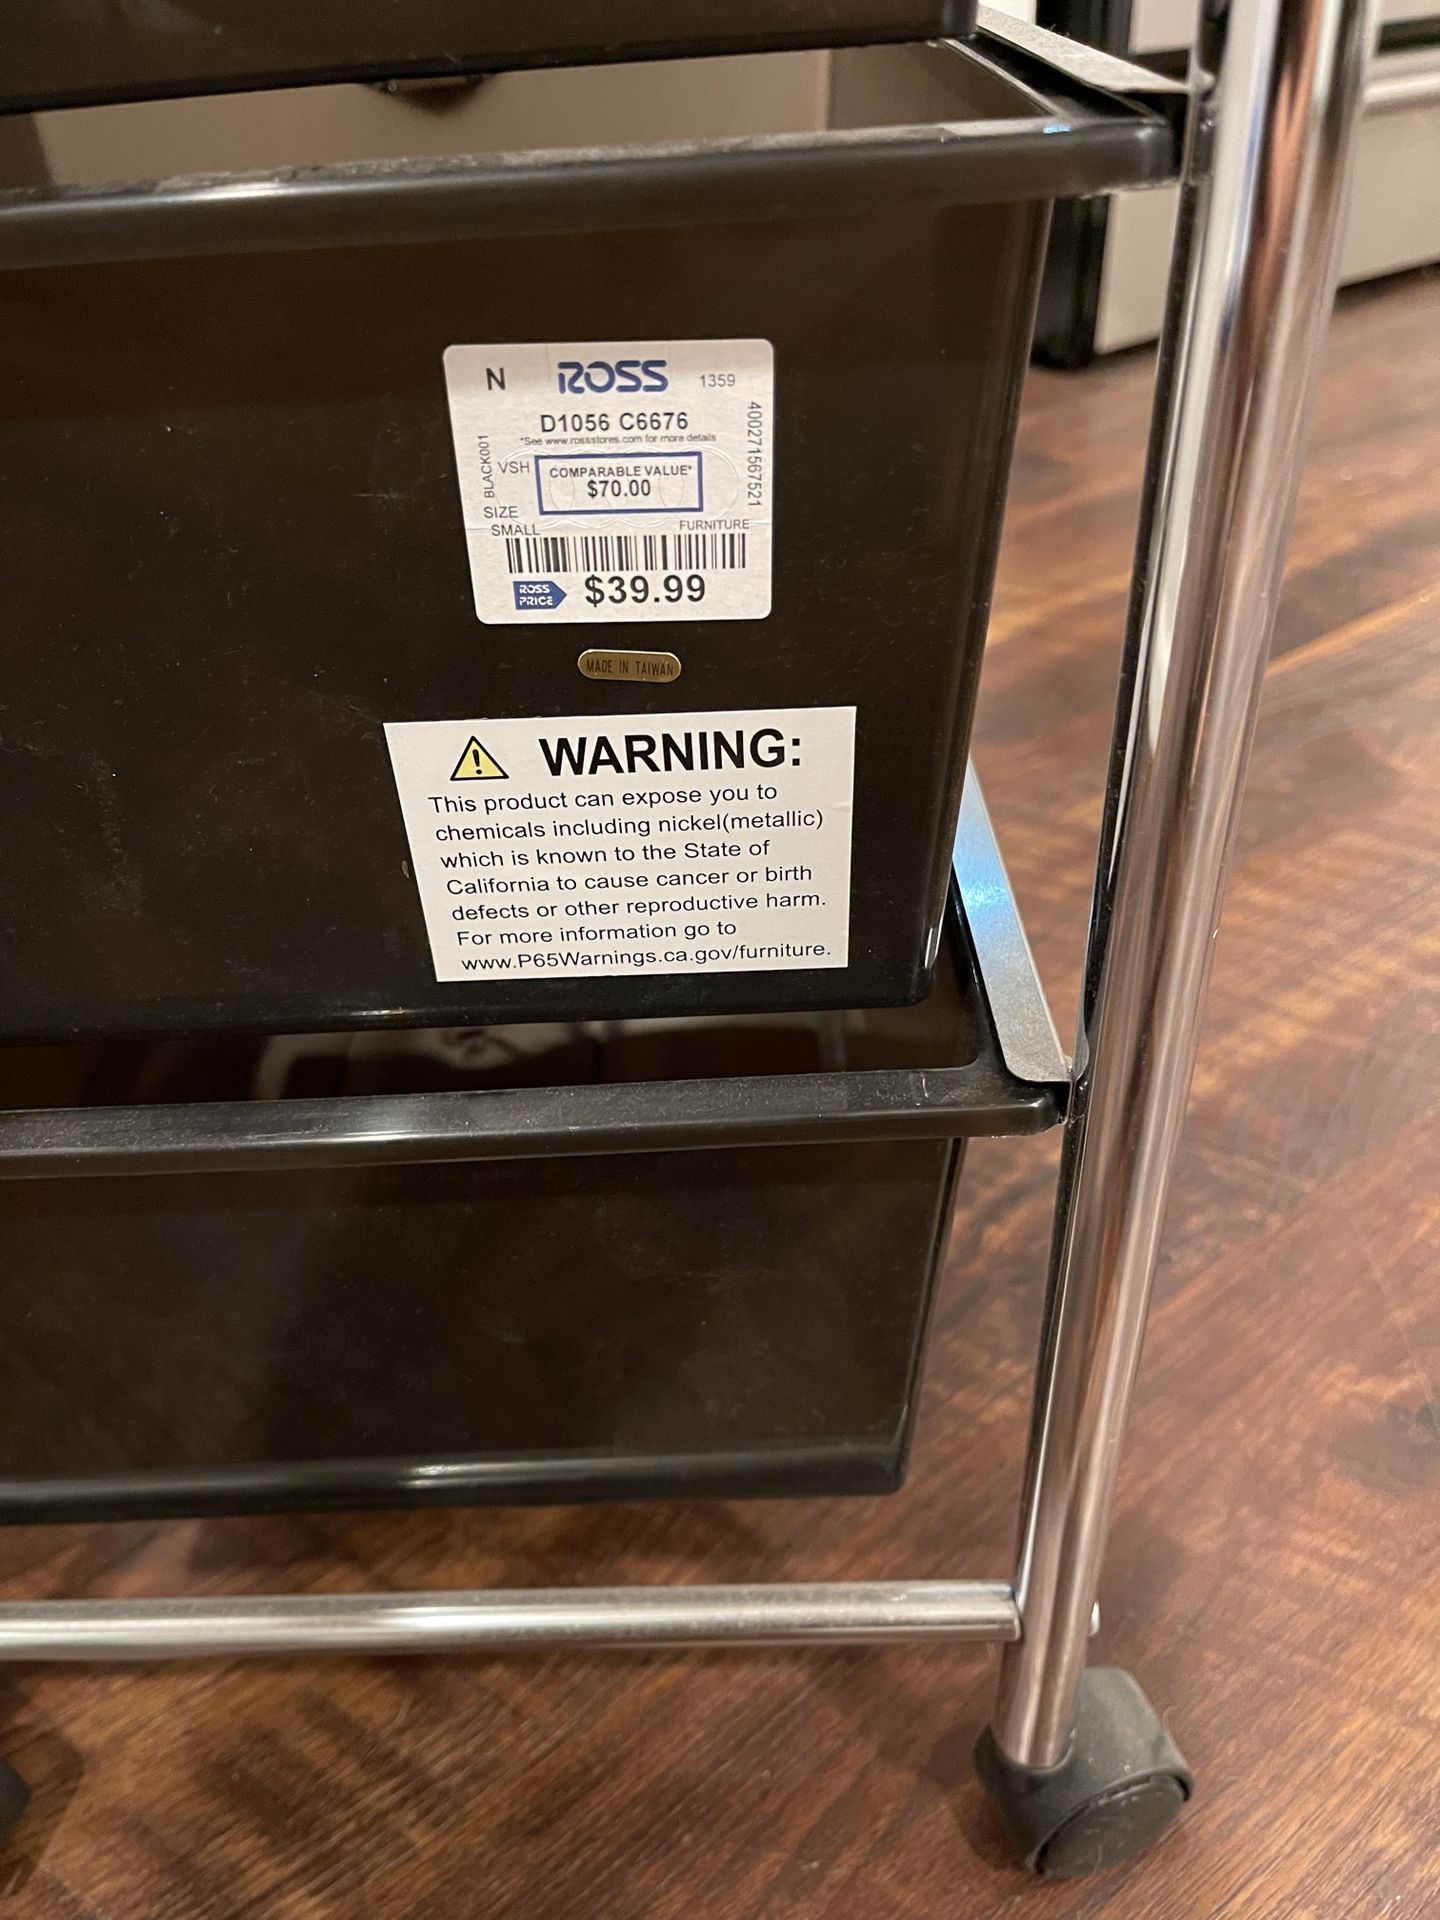 N ROSS 1359
D1056 C6676
*See www.rossstores.com for more details
BLACK001
VSH
COMPARABLE VALUE*
$70.00
400271567521
SIZE
SMALL
FURNITURE
ROSS
PRICE
$39.99
MADE IN TAIWAN
WARNING:
This product can expose you to
chemicals including nickel(metallic)
which is known to the State of
California to cause cancer or birth
defects or other reproductive harm.
For more information go to
www.P65Warnings.ca.gov/furniture.